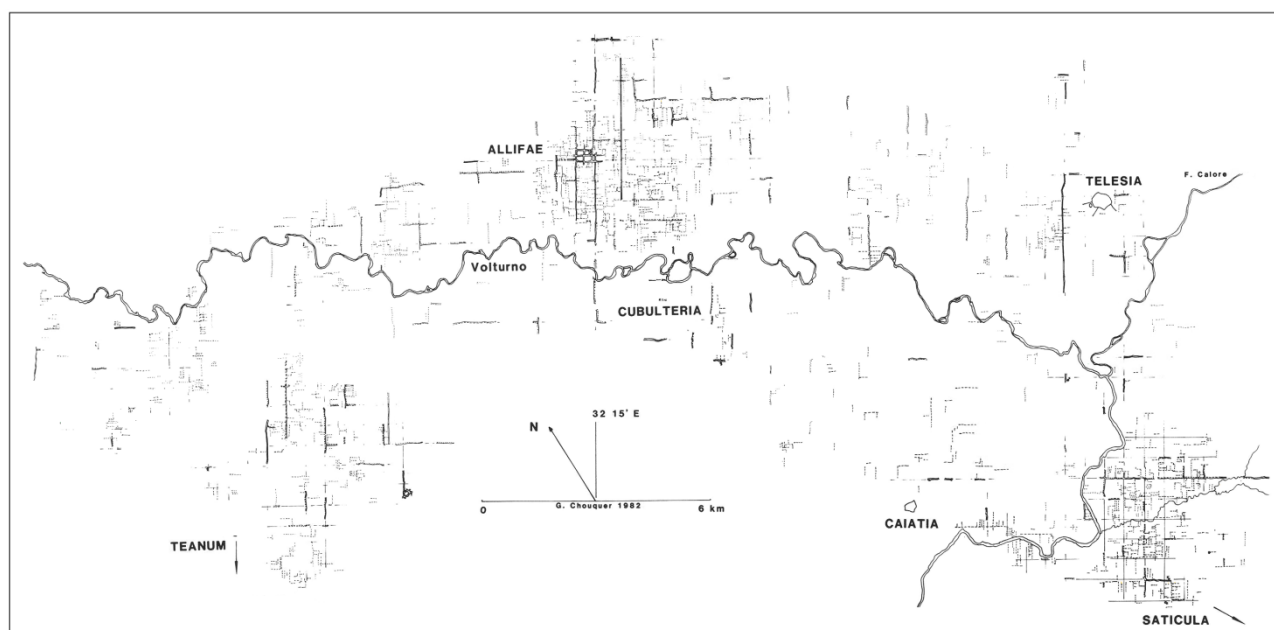 ALLIFAE
TELESIA
F. Calore
Volturno
CUBULTERIA
32 15' E
N
G. Chouquer 1982
0
6 km
CAIATIA
TEANUM
SATICULA